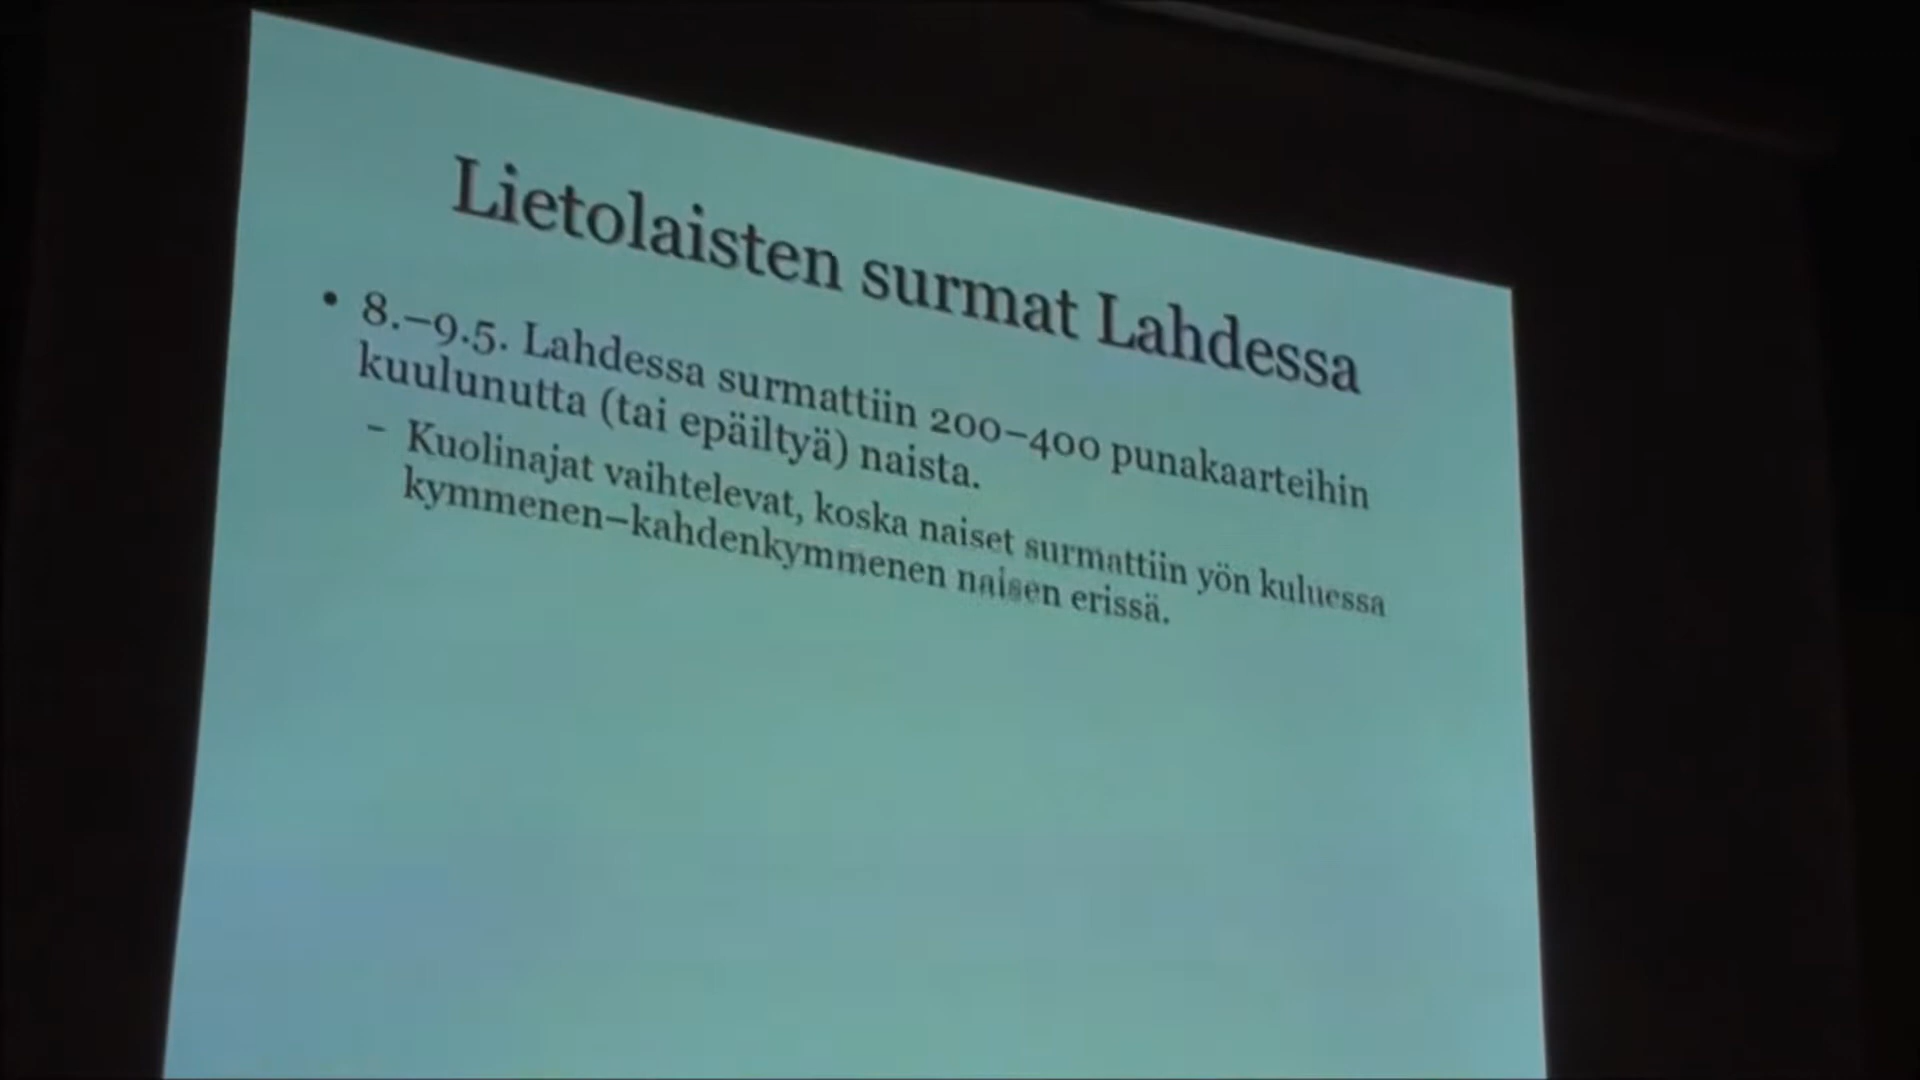 Lietolaisten surmat Lahdessa
• 8.–9.5. Lahdessa surmattiin 200–400 punakaarteihin
kuulunutta (tai epäiltyä) naista.
– Kuolinajat vaihtelevat, koska naiset surmattiin yön kuluessa
kymmenen–kahdenkymmenen naisen erissä.